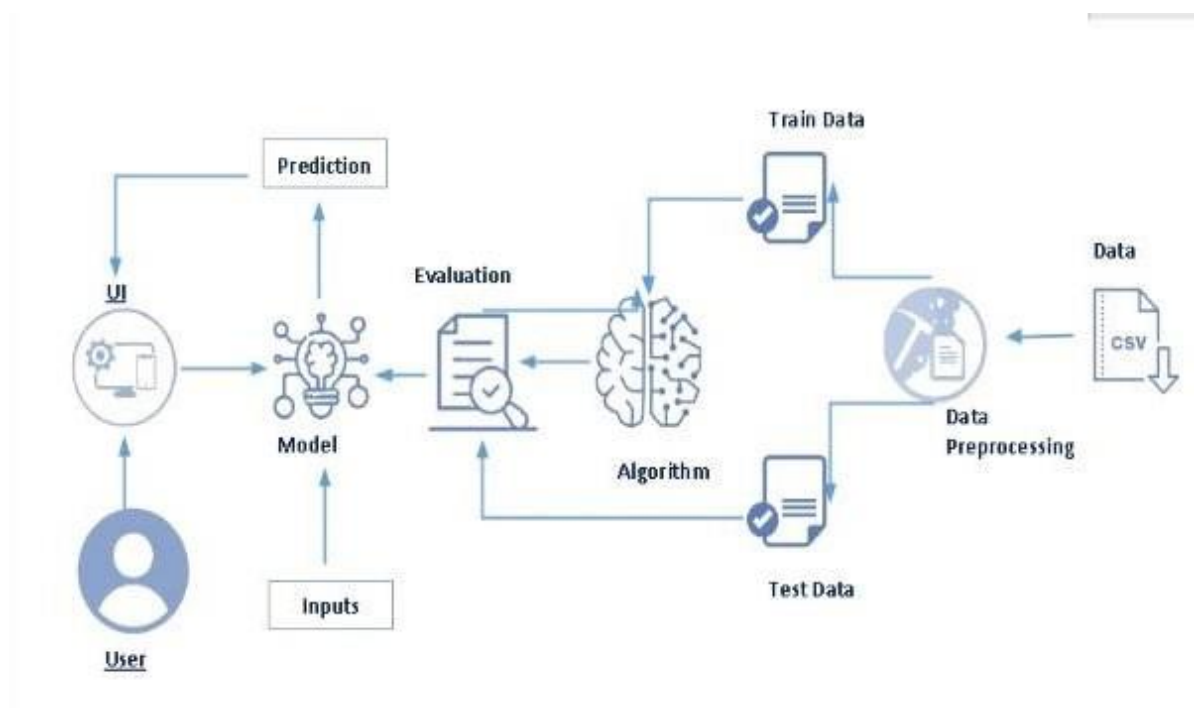 Train Data
Prediction
Data
Evaluation
UI
CSV
Data
Preprocessing
Model
Algorithm
Test Data
Inputs
User